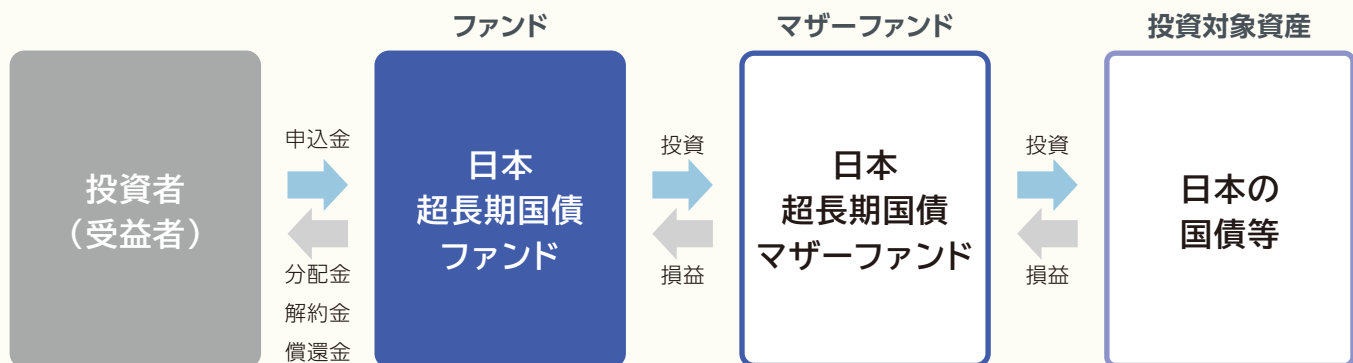 ファンド
マザーファンド
投資対象資産
投資者
（受益者）
申込金
分配金
解約金
償還金
日本
超長期国債
ファンド
投資
損益
日本
超長期国債
マザーファンド
投資
損益
日本の
国債等